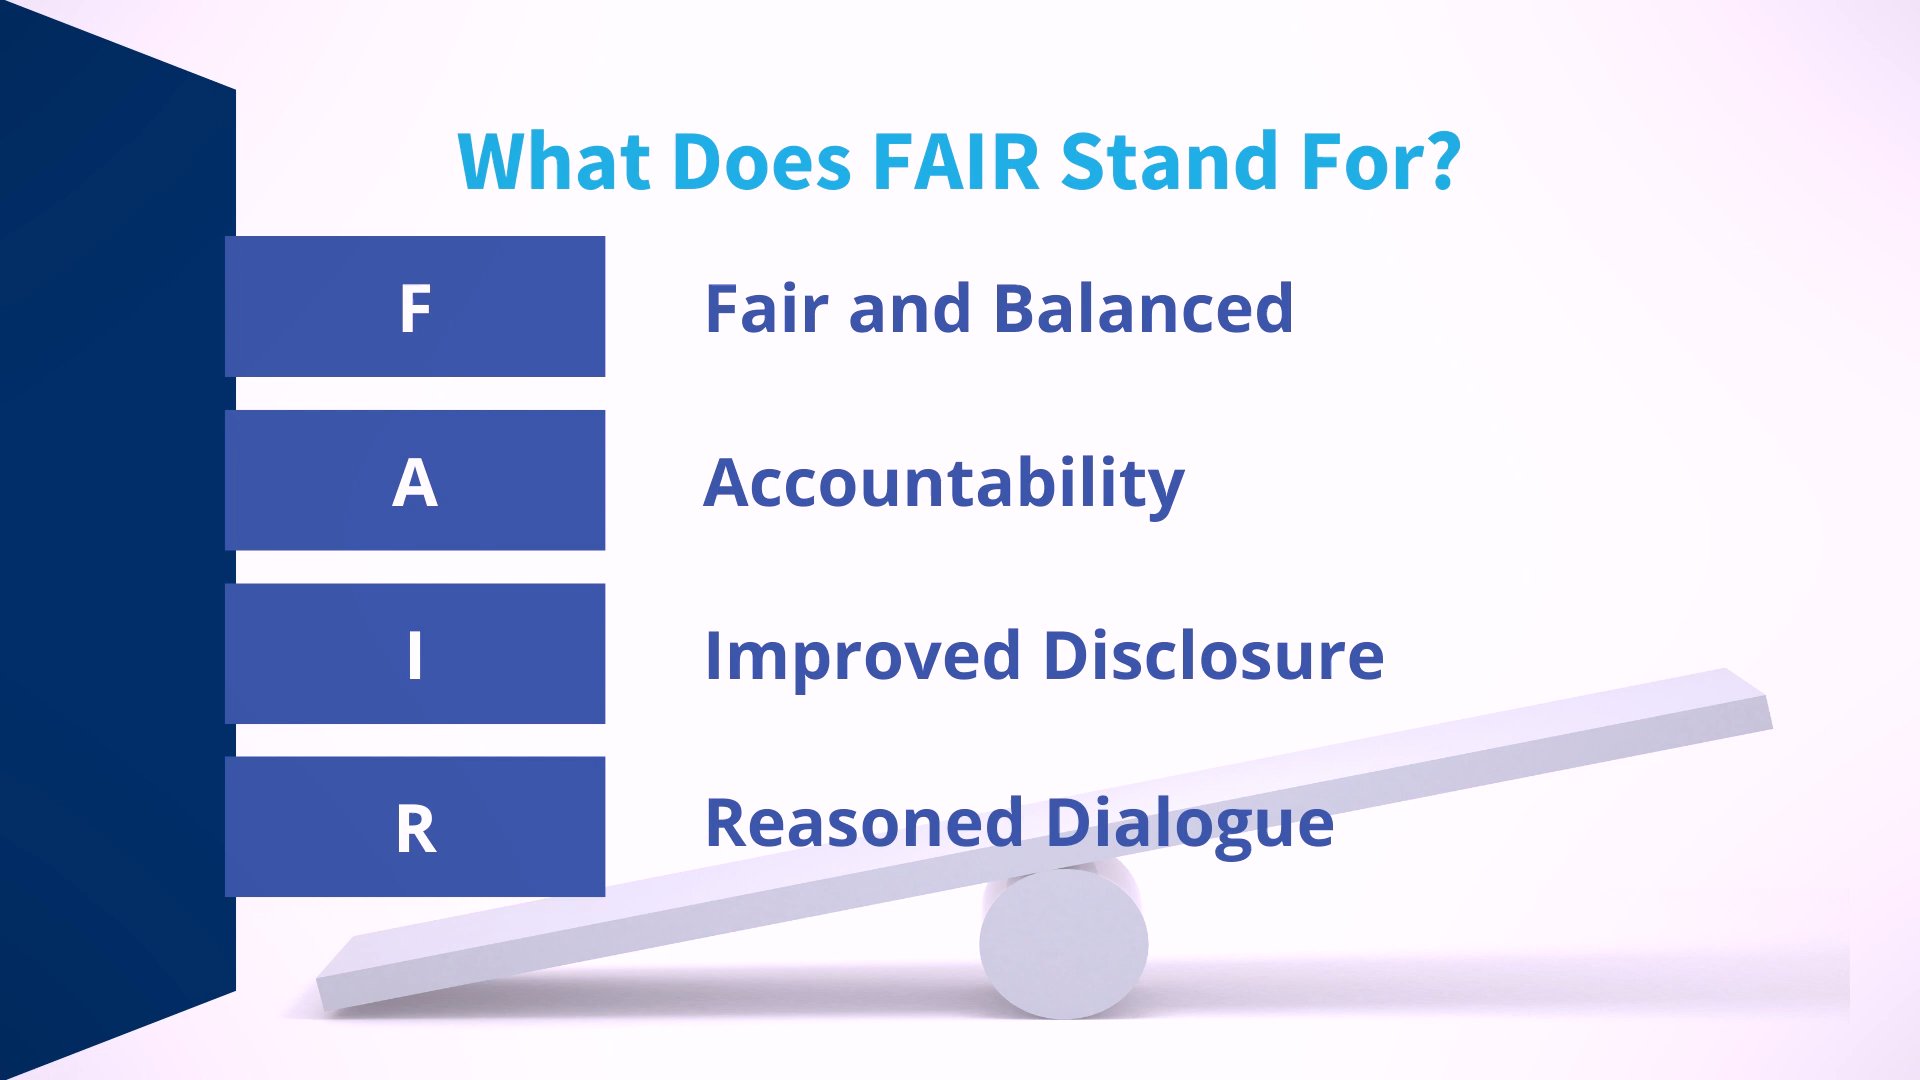 What Does FAIR Stand For?
F
Fair and Balanced
A
Accountability
I
Improved Disclosure
R
Reasoned Dialogue